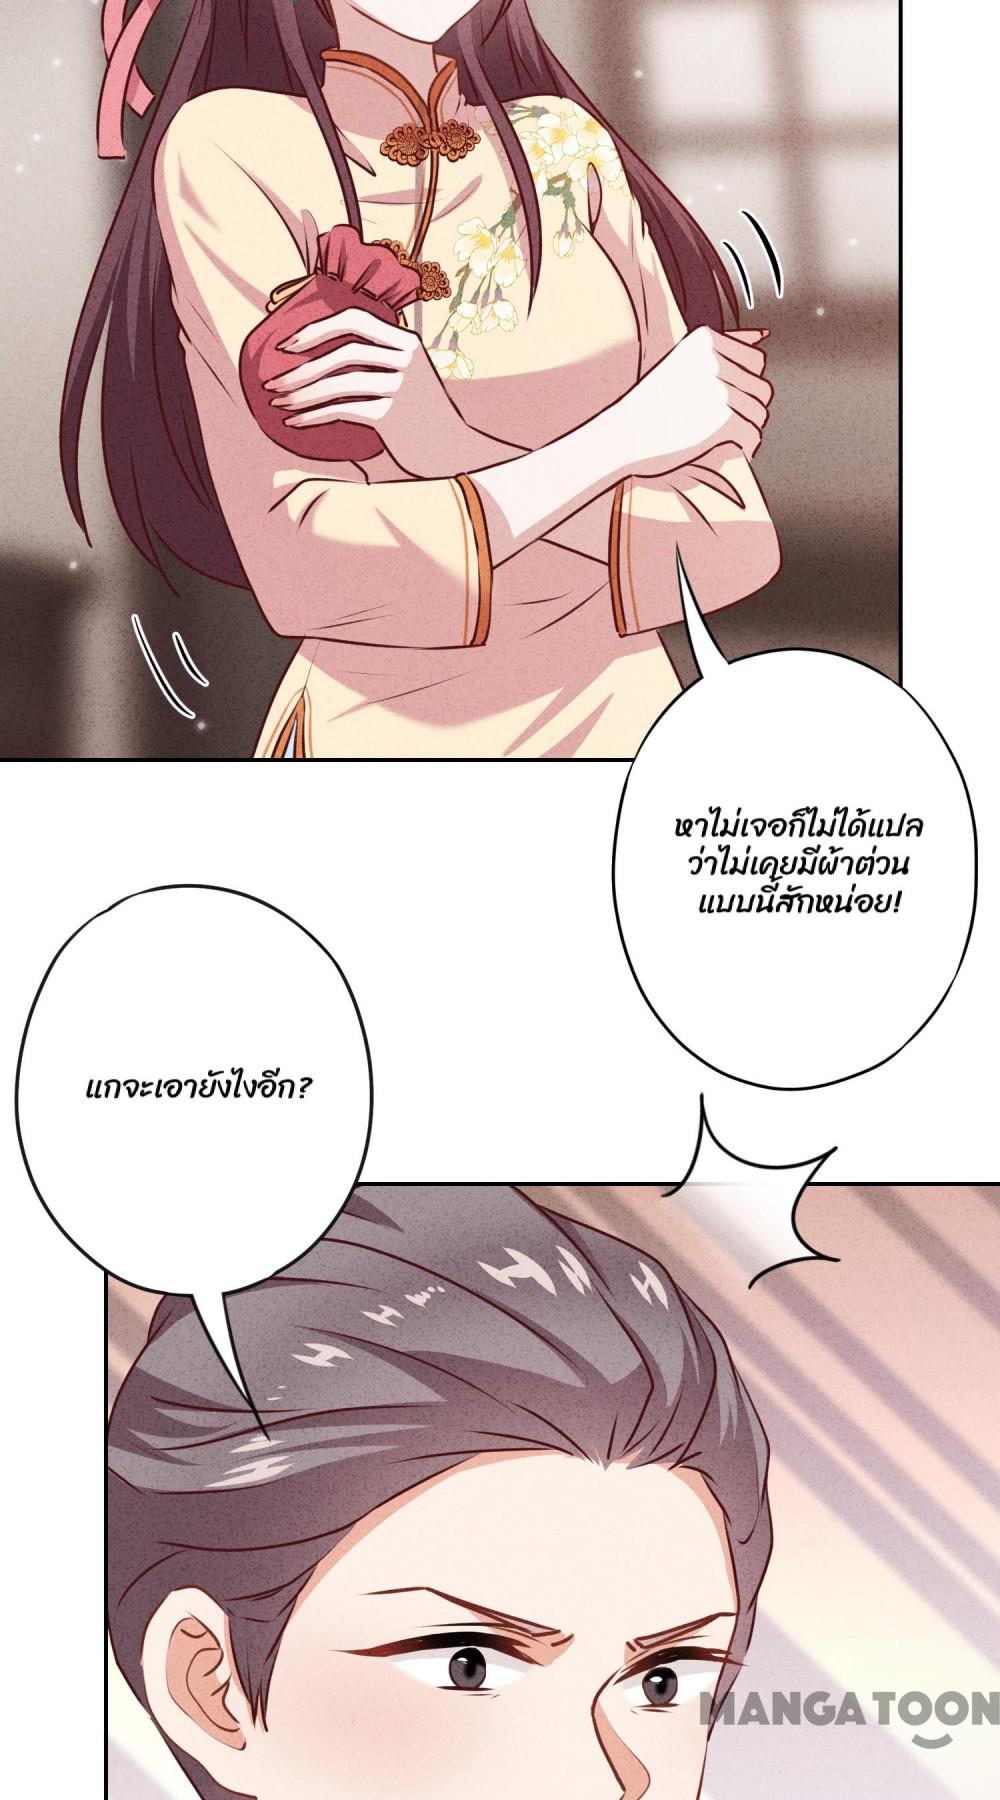 หาไม่เจอก็ไม่ได้แปล
ว่าไม่เคยมีผ้าต่วน
แบบนี้สักหน่อย!
แกจะเอายังไงอีก?
MANGATOON